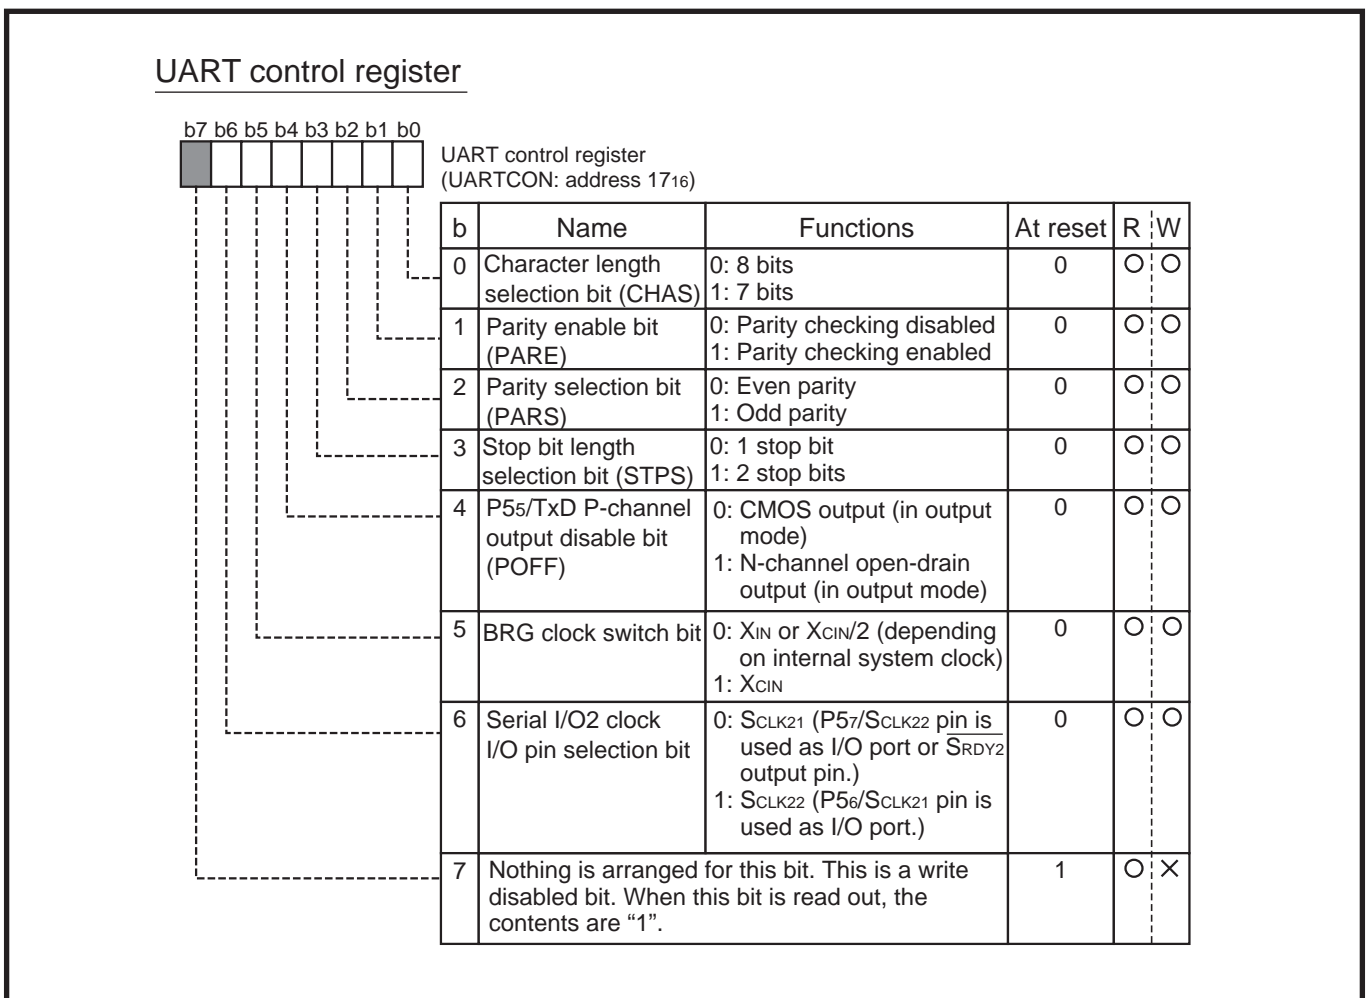 UART control register
b7 b6 b5 b4 b3 b2 b1 b0
UART control register
(UARTCON: address 1716)
b Name Functions At reset R W
0 Character length selection bit (CHAS) 0: 8 bits 1: 7 bits 0 O O
1 Parity enable bit (PARE) 0: Parity checking disabled 1: Parity checking enabled 0 O O
2 Parity selection bit (PARS) 0: Even parity 1: Odd parity 0 O O
3 Stop bit length selection bit (STPS) 0: 1 stop bit 1: 2 stop bits 0 O O
4 P55/TxD P-channel output disable bit (POFF) 0: CMOS output (in output mode) 1: N-channel open-drain output (in output mode) 0 O O
5 BRG clock switch bit 0: XIN or XCIN/2 (depending on internal system clock) 1: XCIN 0 O O
6 Serial I/O2 clock I/O pin selection bit 0: SCLK21 (P57/SCLK22 pin is used as I/O port or SRDY2 output pin.) 1: SCLK22 (P56/SCLK21 pin is used as I/O port.) 0 O O
7 Nothing is arranged for this bit. This is a write disabled bit. When this bit is read out, the contents are “1”. 1 O ×